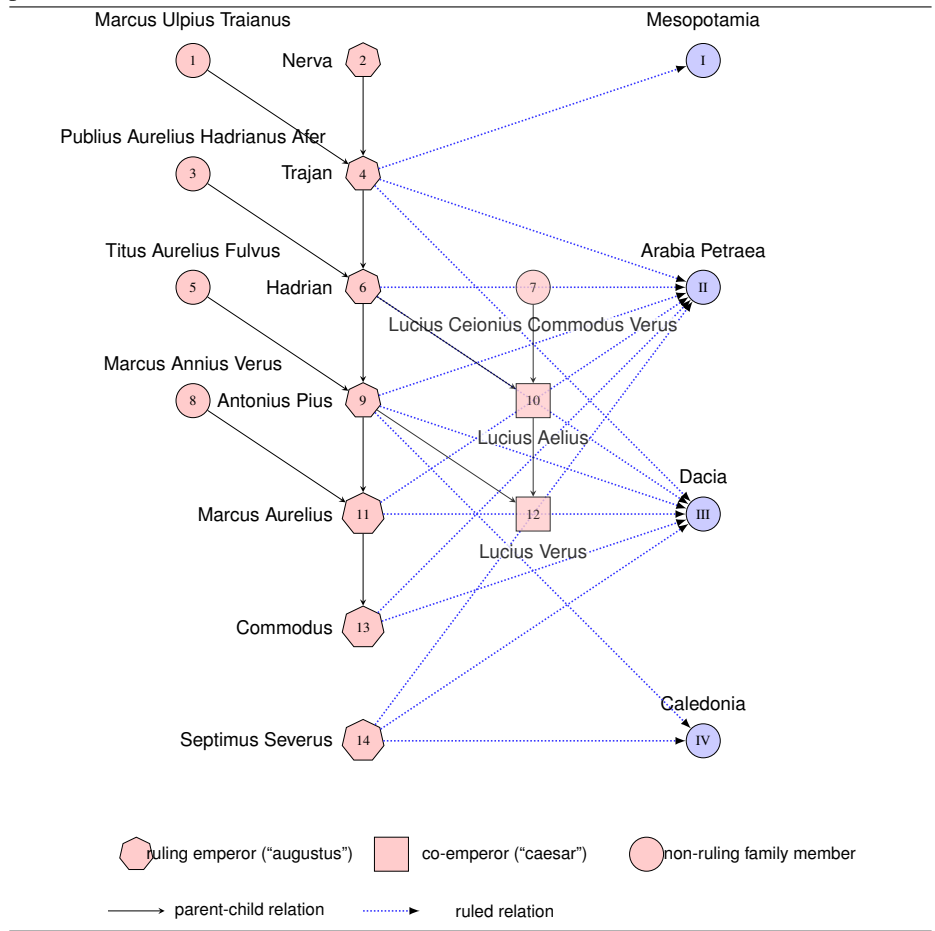 Marcus Ulpius Traianus
Mesopotamia
1
Nerva
2
I
Publius Aurelius Hadrianus Afer
3
Trajan
4
Titus Aurelius Fulvus
Arabia Petraea
5
Hadrian
6
7
II
Lucius Ceionius Commodus Verus
Marcus Annius Verus
8
Antonius Pius
9
10
Lucius Aelius
Dacia
Marcus Aurelius
11
12
III
Lucius Verus
Commodus
13
Caledonia
Septimus Severus
14
IV
ruling emperor (“augustus”)
co-emperor (“caesar”)
non-ruling family member
parent-child relation
ruled relation